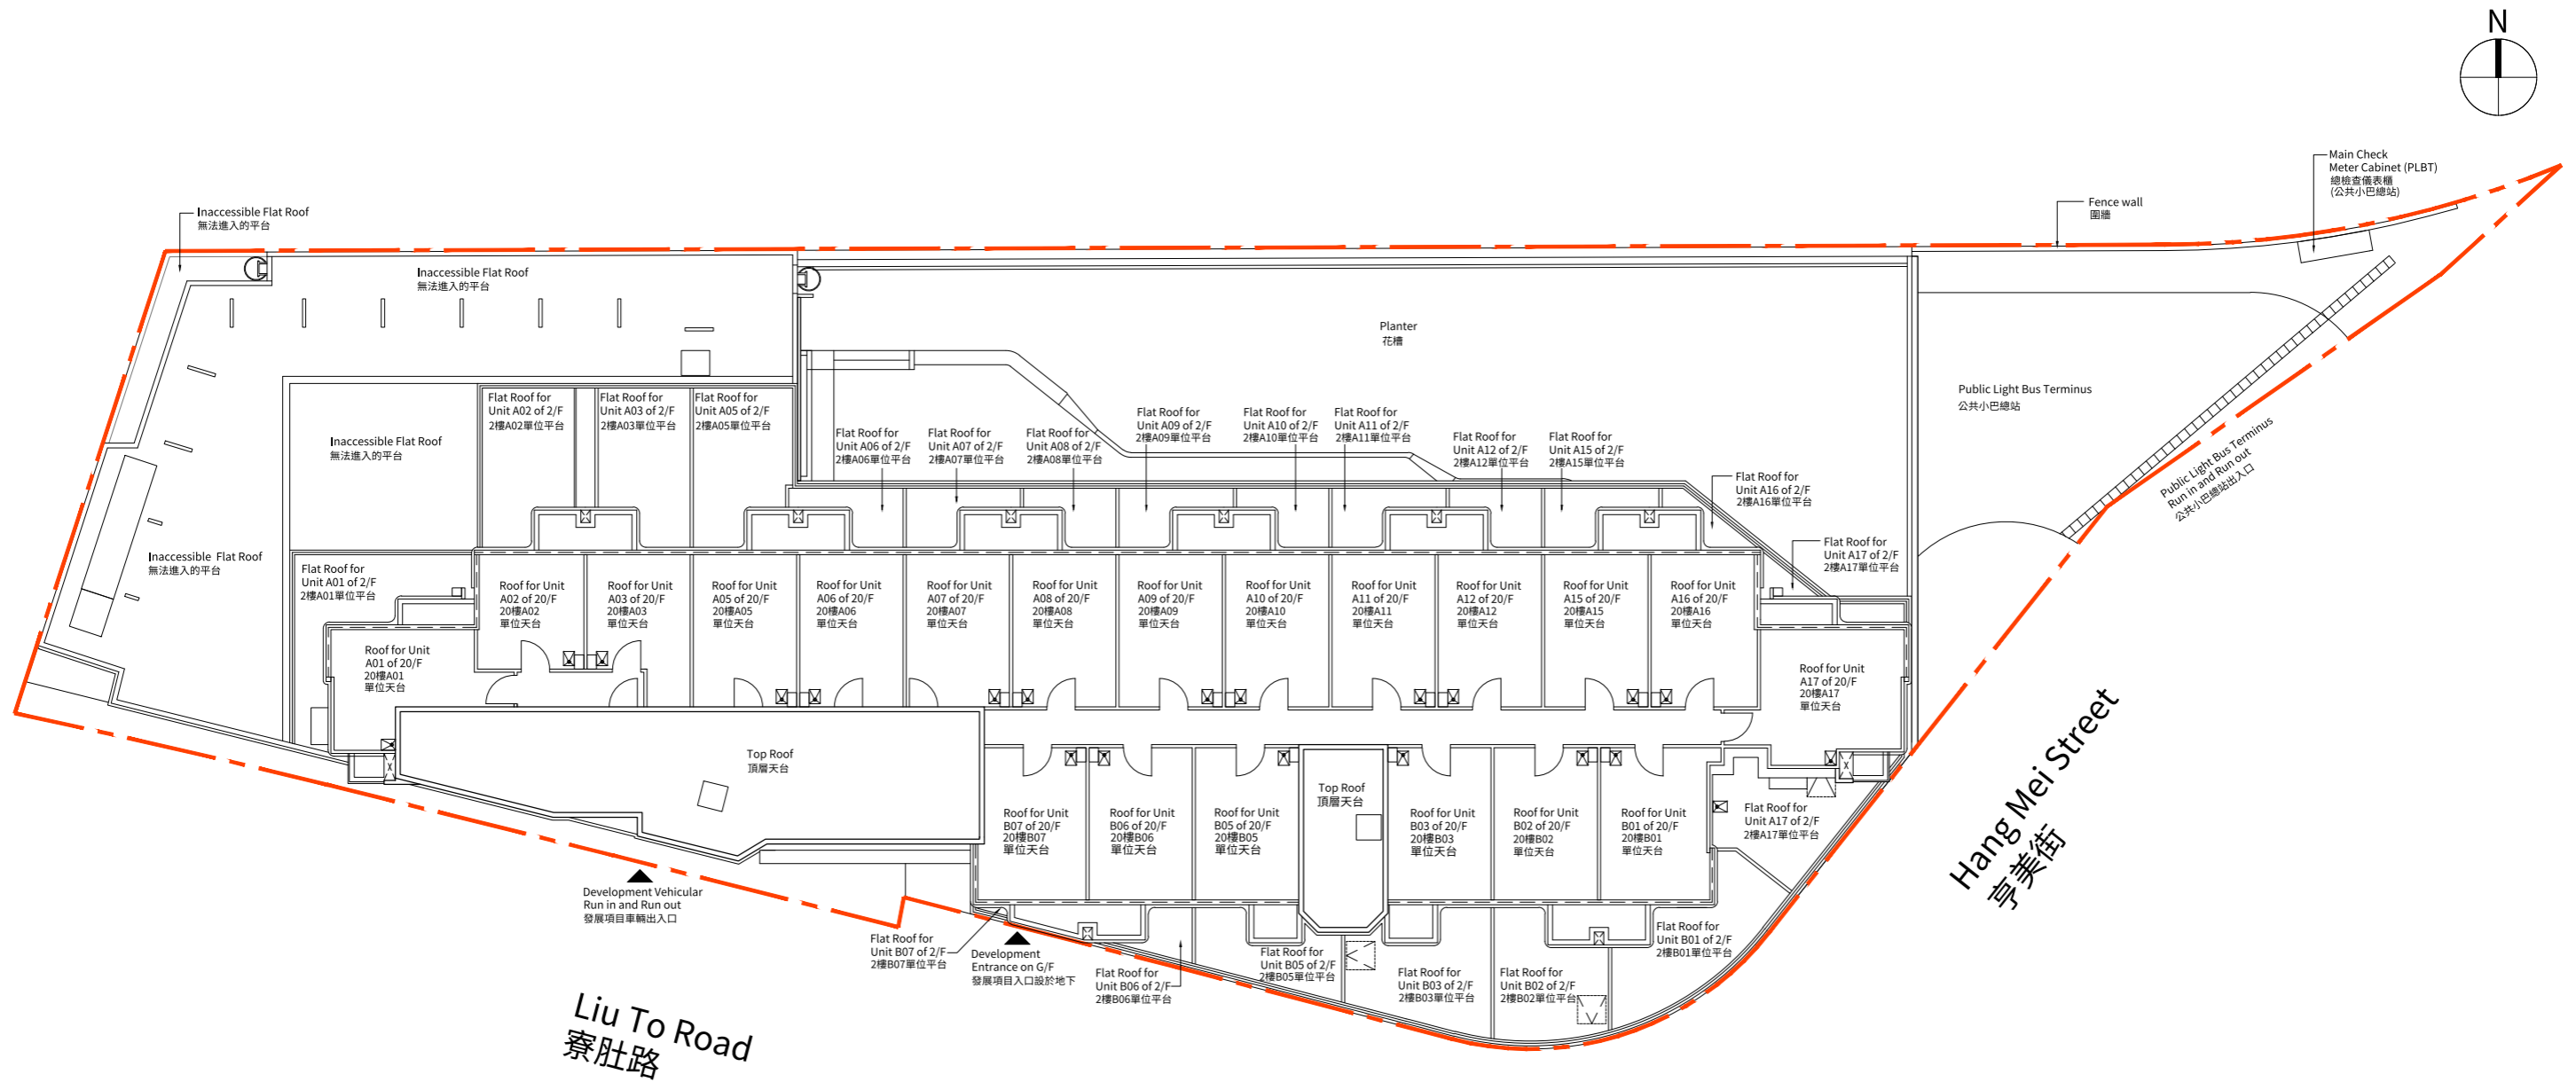 N
Main Check
Meter Cabinet (PLBT)
總檢查儀表櫃
(公共小巴總站)
Fence wall
圍牆
Inaccessible Flat Roof
無法進入的平台
Inaccessible Flat Roof
無法進入的平台
Planter
花槽
Public Light Bus Terminus
公共小巴總站
Public Light Bus Terminus
Run in and Run out
公共小巴總站出入口
Inaccessible Flat Roof
無法進入的平台
Inaccessible Flat Roof
無法進入的平台
Flat Roof for
Unit A02 of 2/F
2樓A02單位平台
Flat Roof for
Unit A03 of 2/F
2樓A03單位平台
Flat Roof for
Unit A05 of 2/F
2樓A05單位平台
Flat Roof for
Unit A06 of 2/F
2樓A06單位平台
Flat Roof for
Unit A07 of 2/F
2樓A07單位平台
Flat Roof for
Unit A08 of 2/F
2樓A08單位平台
Flat Roof for
Unit A09 of 2/F
2樓A09單位平台
Flat Roof for
Unit A10 of 2/F
2樓A10單位平台
Flat Roof for
Unit A11 of 2/F
2樓A11單位平台
Flat Roof for
Unit A12 of 2/F
2樓A12單位平台
Flat Roof for
Unit A15 of 2/F
2樓A15單位平台
Flat Roof for
Unit A16 of 2/F
2樓A16單位平台
Flat Roof for
Unit A17 of 2/F
2樓A17單位平台
Flat Roof for
Unit A01 of 2/F
2樓A01單位平台
Roof for Unit
A01 of 20/F
20樓A01
單位天台
Roof for Unit
A02 of 20/F
20樓A02
單位天台
Roof for Unit
A03 of 20/F
20樓A03
單位天台
Roof for Unit
A05 of 20/F
20樓A05
單位天台
Roof for Unit
A06 of 20/F
20樓A06
單位天台
Roof for Unit
A07 of 20/F
20樓A07
單位天台
Roof for Unit
A08 of 20/F
20樓A08
單位天台
Roof for Unit
A09 of 20/F
20樓A09
單位天台
Roof for Unit
A10 of 20/F
20樓A10
單位天台
Roof for Unit
A11 of 20/F
20樓A11
單位天台
Roof for Unit
A12 of 20/F
20樓A12
單位天台
Roof for Unit
A15 of 20/F
20樓A15
單位天台
Roof for Unit
A16 of 20/F
20樓A16
單位天台
Roof for Unit
A17 of 20/F
20樓A17
單位天台
Top Roof
頂層天台
Top Roof
頂層天台
Roof for Unit
B07 of 20/F
20樓B07
單位天台
Roof for Unit
B06 of 20/F
20樓B06
單位天台
Roof for Unit
B05 of 20/F
20樓B05
單位天台
Roof for Unit
B03 of 20/F
20樓B03
單位天台
Roof for Unit
B02 of 20/F
20樓B02
單位天台
Roof for Unit
B01 of 20/F
20樓B01
單位天台
Flat Roof for
Unit A17 of 2/F
2樓A17單位平台
Development Vehicular
Run in and Run out
發展項目車輛出入口
Flat Roof for
Unit B07 of 2/F
2樓B07單位平台
Development
Entrance on G/F
發展項目入口設於地下
Flat Roof for
Unit B06 of 2/F
2樓B06單位平台
Flat Roof for
Unit B05 of 2/F
2樓B05單位平台
Flat Roof for
Unit B03 of 2/F
2樓B03單位平台
Flat Roof for
Unit B02 of 2/F
2樓B02單位平台
Flat Roof for
Unit B01 of 2/F
2樓B01單位平台
Hang Mei Street
亨美街
Liu To Road
寮肚路